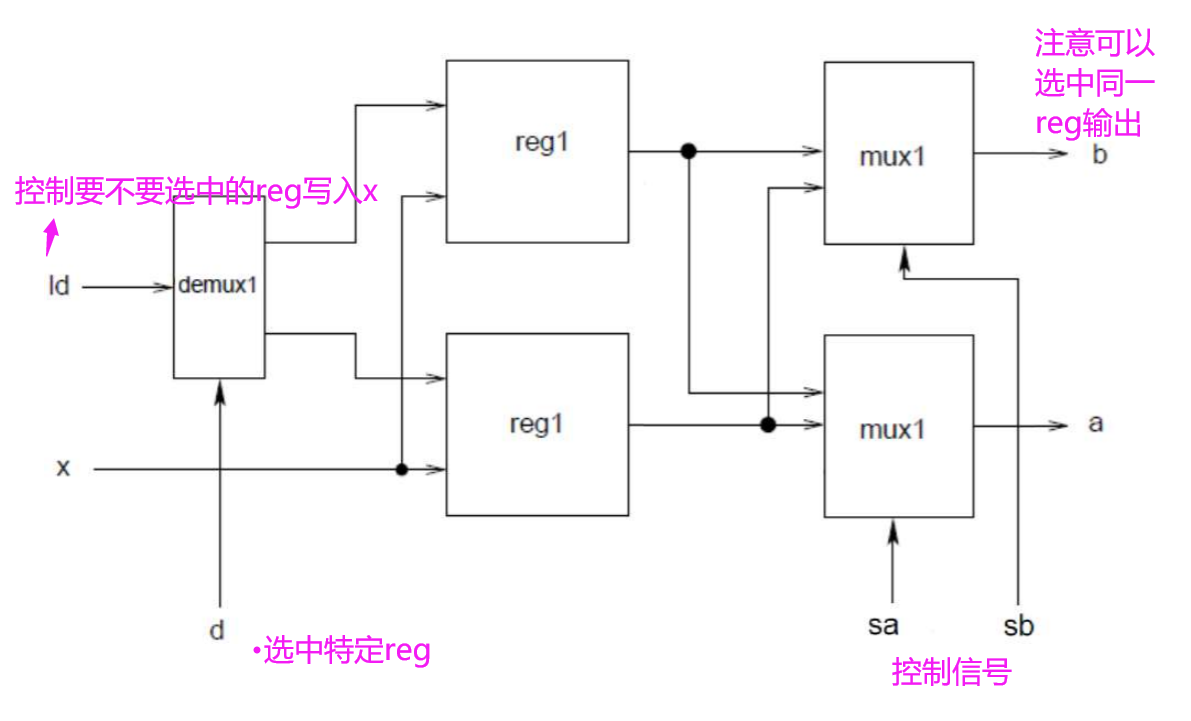 注意可以
选中同一
reg输出
reg1
mux1
b
控制要不要选中的reg写入x
ld
demux1
reg1
mux1
a
x
d
•选中特定reg
sa
sb
控制信号